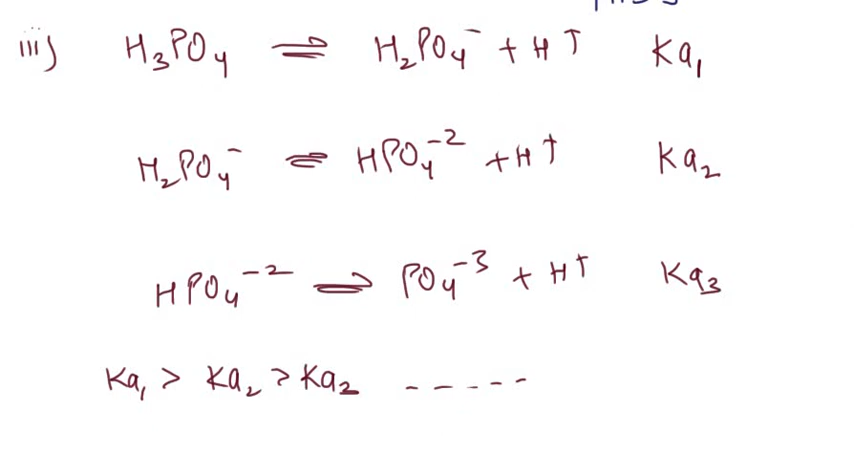 iii) H₃PO₄ ⇌ H₂PO₄⁻ + H⁺ Ka₁
H₂PO₄⁻ ⇌ HPO₄⁻² + H⁺ Ka₂
HPO₄⁻² ⇌ PO₄⁻³ + H⁺ Ka₃
Ka₁ > Ka₂ > Ka₂ -----